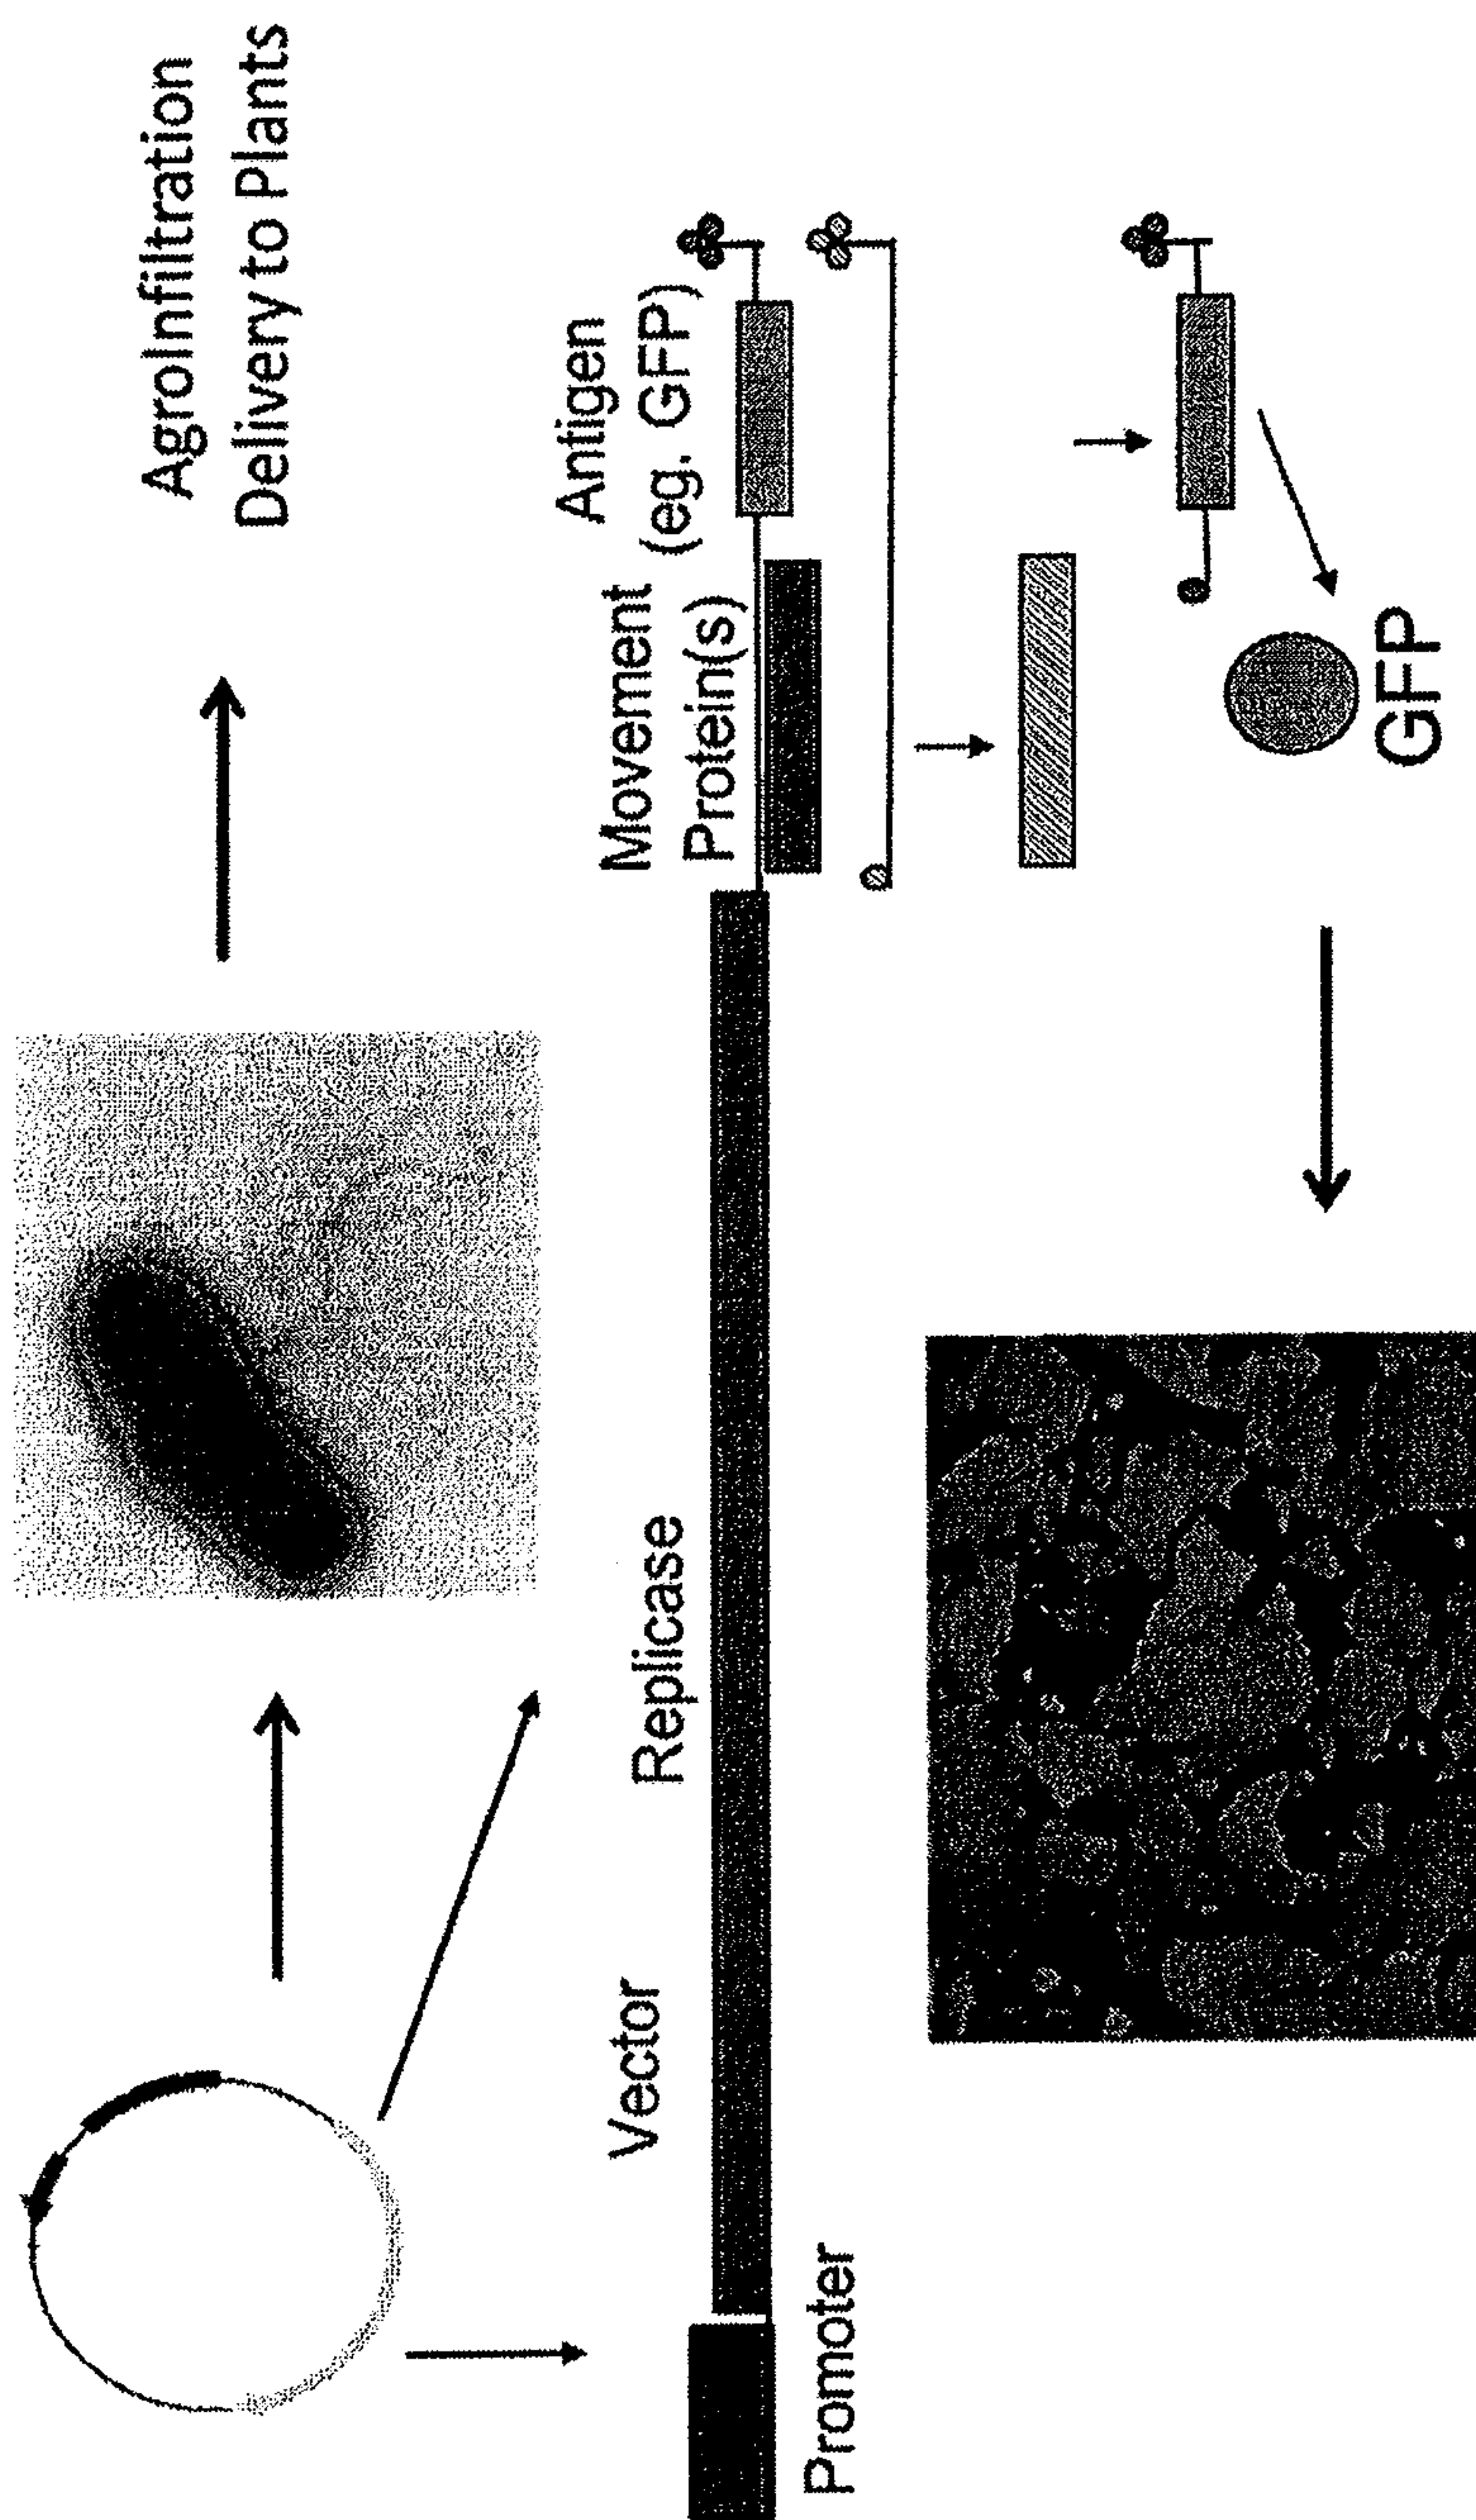 AgroInfiltration
Delivery to Plants
Vector
Replicase
Movement
Protein(s)
Antigen
(eg. GFP)
Promoter
GFP